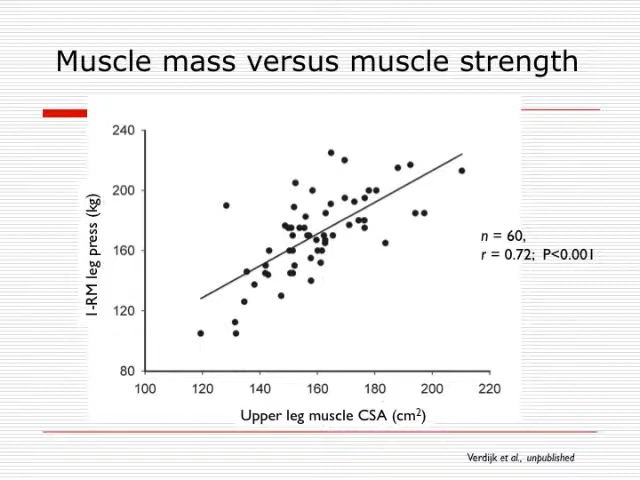 Muscle mass versus muscle strength
240
200
160
120
80
1-RM leg press (kg)
100 120 140 160 180 200 220
Upper leg muscle CSA (cm²)
n = 60,
r = 0.72; P<0.001
Verdijk et al., unpublished